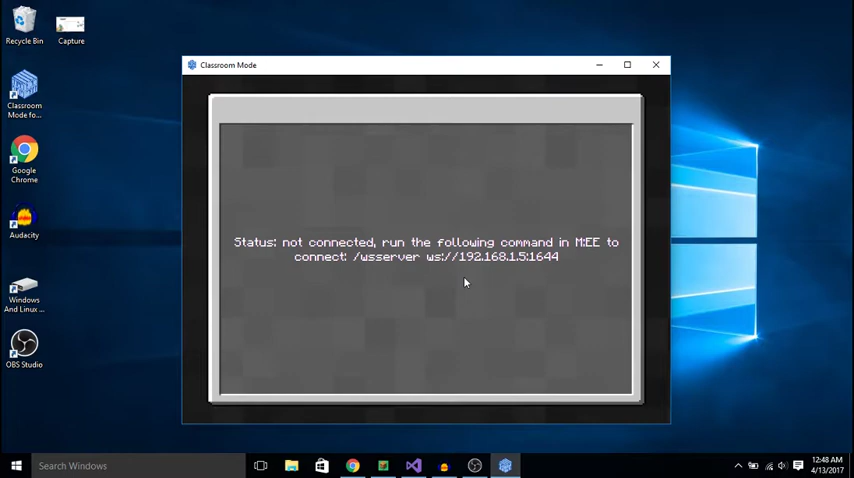 Recycle Bin
Capture
Classroom
Mode fo...
Google
Chrome
Audacity
Windows
And Linux ...
OBS Studio
Classroom Mode
Status: not connected, run the following command in M:EE to
connect: /wsserver ws://192.168.1.5:1644
Search Windows
12:48 AM
4/13/2017